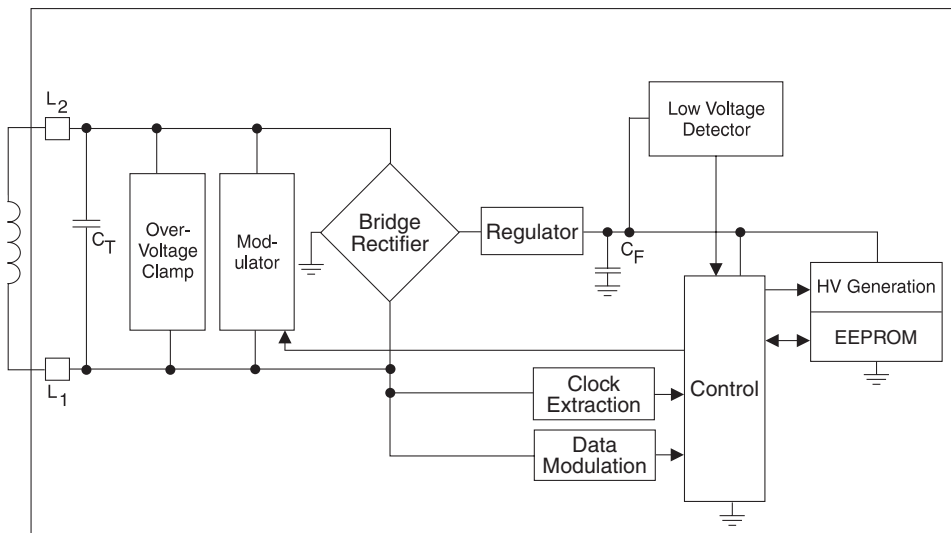 L2
Low Voltage
Detector
Over-
Voltage
Clamp
Mod-
ulator
Bridge
Rectifier
Regulator
CT
CF
HV Generation
EEPROM
L1
Clock
Extraction
Control
Data
Modulation